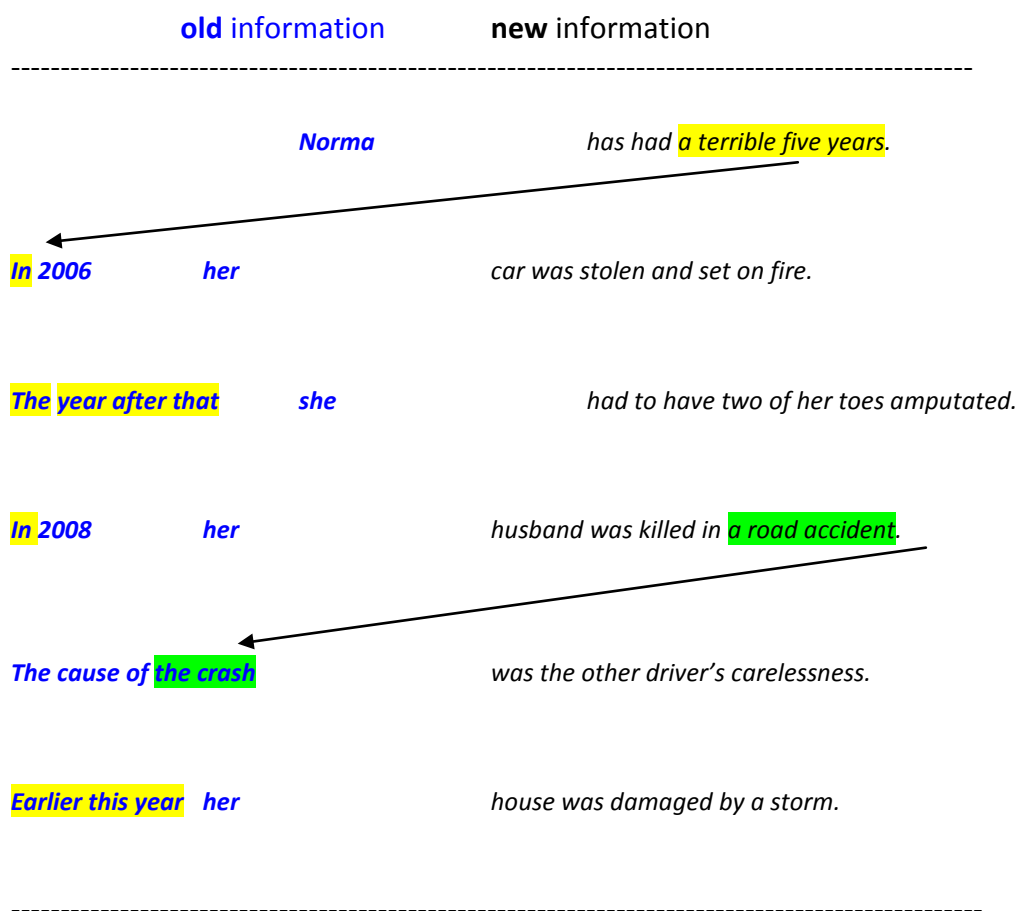 old information new information
------------------------------------------------------------------------------------------------
Norma has had a terrible five years.
In 2006 her car was stolen and set on fire.
The year after that she had to have two of her toes amputated.
In 2008 her husband was killed in a road accident.
The cause of the crash was the other driver’s carelessness.
Earlier this year her house was damaged by a storm.
-------------------------------------------------------------------------------------------------